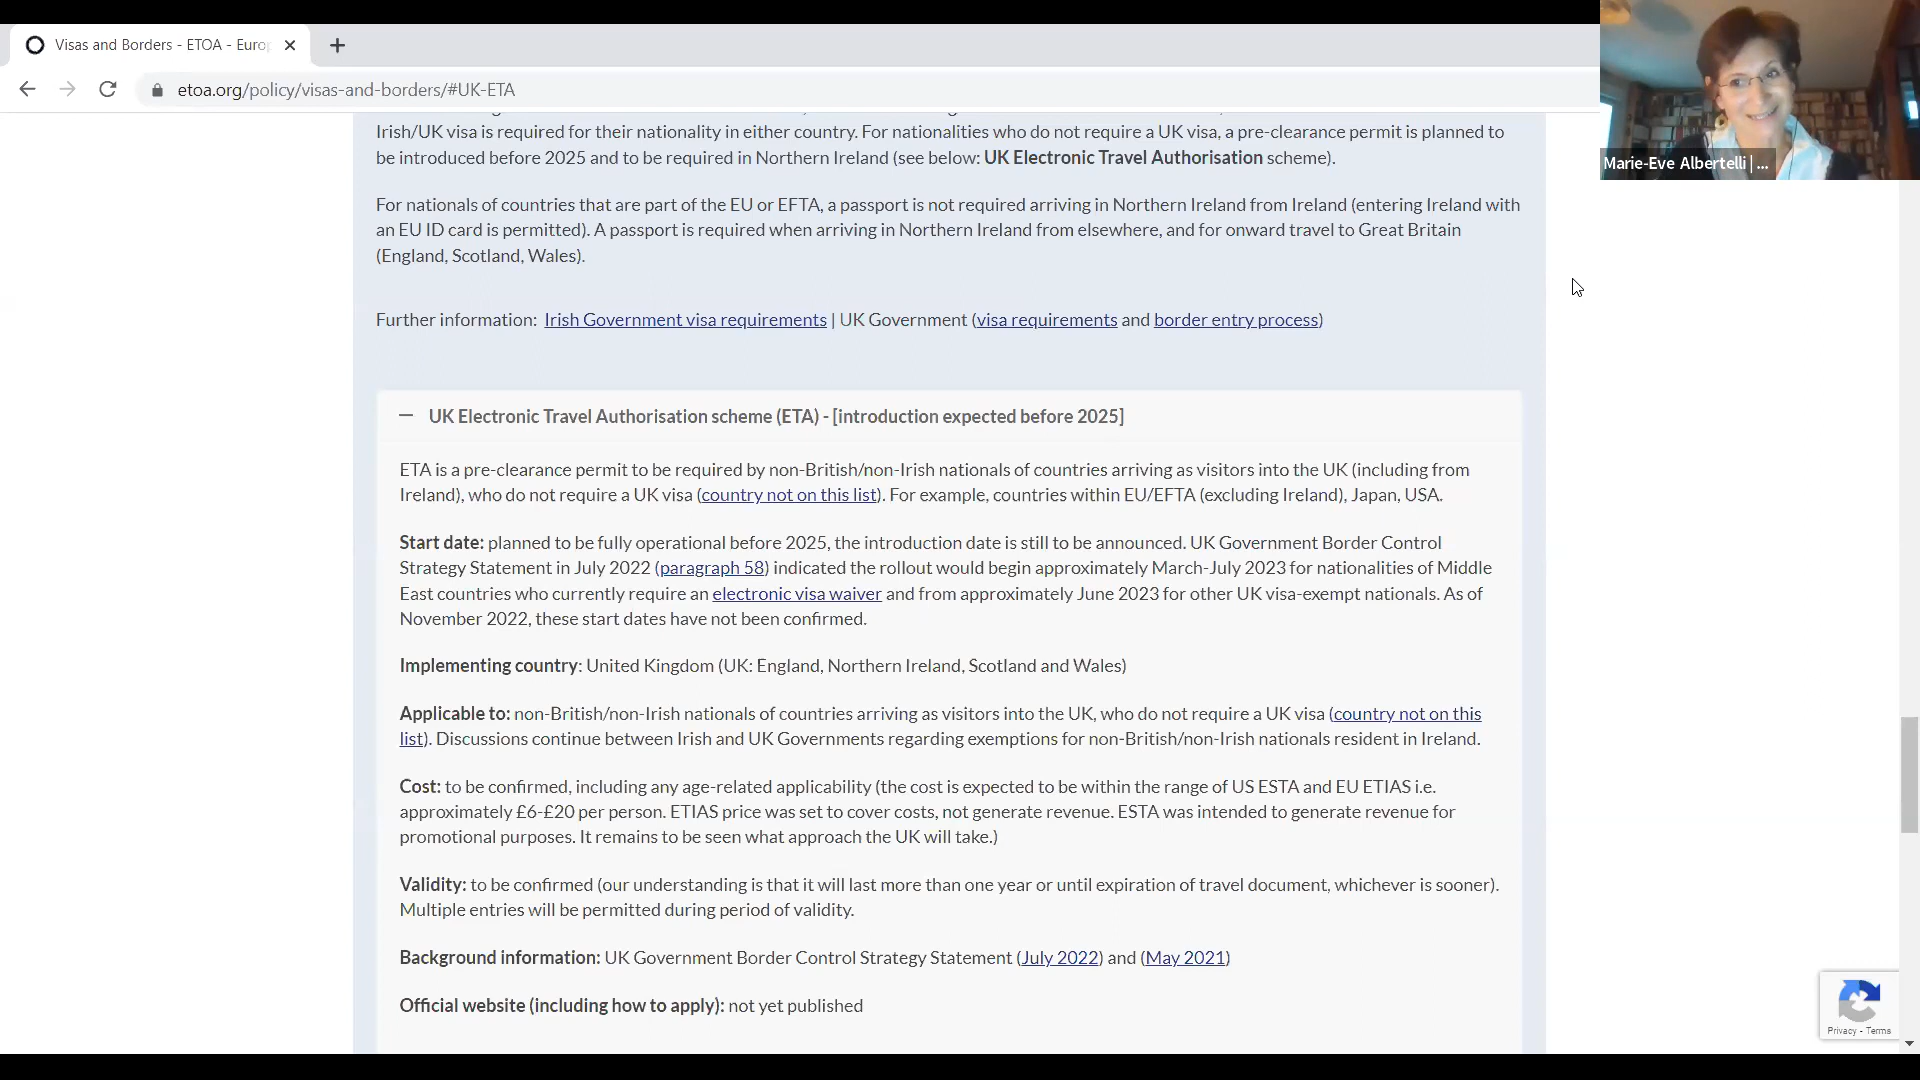 Visas and Borders - ETOA - Euro
etoa.org/policy/visas-and-borders/#UK-ETA
Marie-Eve Albertelli | ...
Irish/UK visa is required for their nationality in either country. For nationalities who do not require a UK visa, a pre-clearance permit is planned to
be introduced before 2025 and to be required in Northern Ireland (see below: UK Electronic Travel Authorisation scheme).
For nationals of countries that are part of the EU or EFTA, a passport is not required arriving in Northern Ireland from Ireland (entering Ireland with
an EU ID card is permitted). A passport is required when arriving in Northern Ireland from elsewhere, and for onward travel to Great Britain
(England, Scotland, Wales).
Further information: Irish Government visa requirements | UK Government (visa requirements and border entry process)
UK Electronic Travel Authorisation scheme (ETA) - [introduction expected before 2025]
ETA is a pre-clearance permit to be required by non-British/non-Irish nationals of countries arriving as visitors into the UK (including from
Ireland), who do not require a UK visa (country not on this list). For example, countries within EU/EFTA (excluding Ireland), Japan, USA.
Start date: planned to be fully operational before 2025, the introduction date is still to be announced. UK Government Border Control
Strategy Statement in July 2022 (paragraph 58) indicated the rollout would begin approximately March-July 2023 for nationalities of Middle
East countries who currently require an electronic visa waiver and from approximately June 2023 for other UK visa-exempt nationals. As of
November 2022, these start dates have not been confirmed.
Implementing country: United Kingdom (UK: England, Northern Ireland, Scotland and Wales)
Applicable to: non-British/non-Irish nationals of countries arriving as visitors into the UK, who do not require a UK visa (country not on this
list). Discussions continue between Irish and UK Governments regarding exemptions for non-British/non-Irish nationals resident in Ireland.
Cost: to be confirmed, including any age-related applicability (the cost is expected to be within the range of US ESTA and EU ETIAS i.e.
approximately £6-£20 per person. ETIAS price was set to cover costs, not generate revenue. ESTA was intended to generate revenue for
promotional purposes. It remains to be seen what approach the UK will take.)
Validity: to be confirmed (our understanding is that it will last more than one year or until expiration of travel document, whichever is sooner).
Multiple entries will be permitted during period of validity.
Background information: UK Government Border Control Strategy Statement (July 2022) and (May 2021)
Official website (including how to apply): not yet published
Privacy - Terms